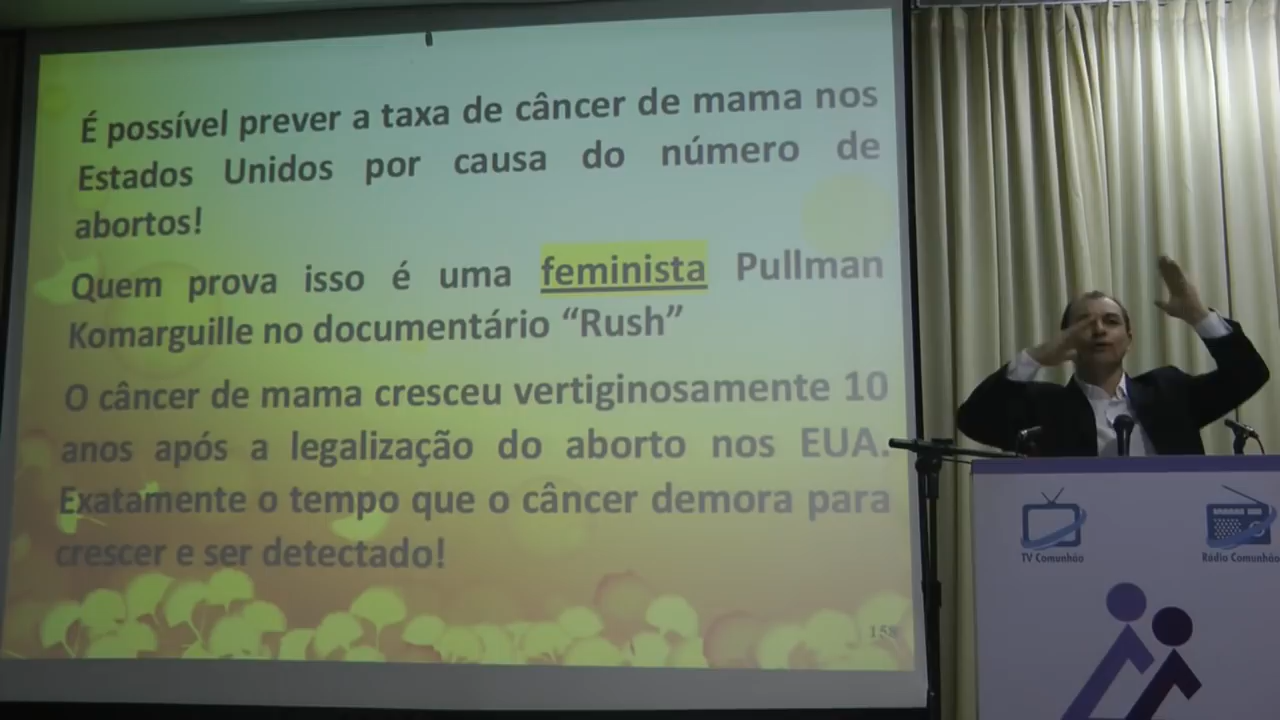 É possível prever a taxa de câncer de mama nos
Estados Unidos por causa do número de
abortos!
Quem prova isso é uma feminista Pullman
Komarguille no documentário “Rush”
O câncer de mama cresceu vertiginosamente 10
anos após a legalização do aborto nos EUA.
Exatamente o tempo que o câncer demora para
crescer e ser detectado!
158
TV Comunhão
Rádio Comunhão